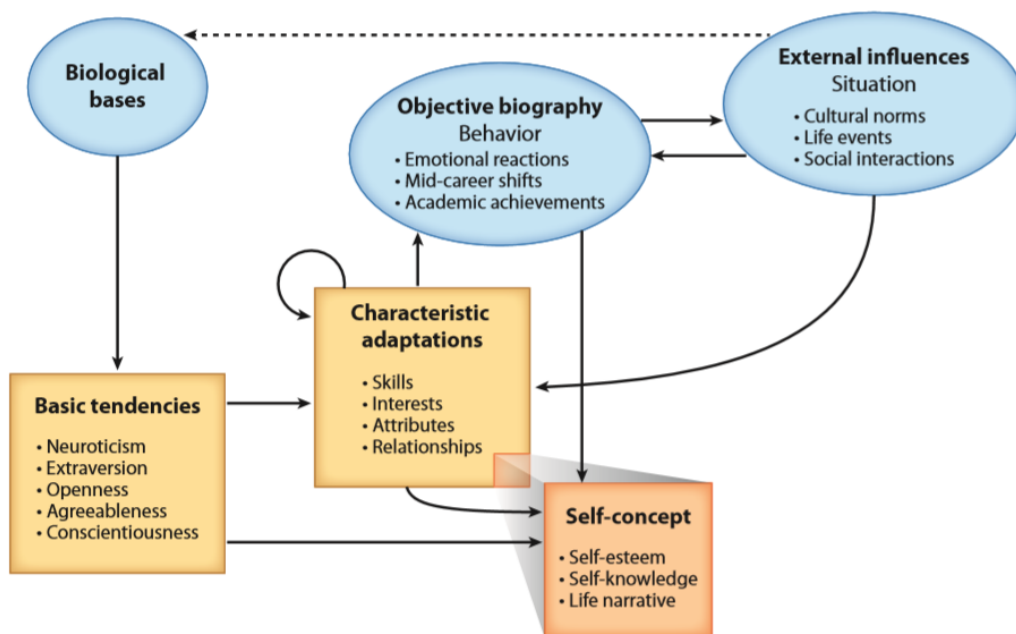 Biological
bases
Objective biography
Behavior
• Emotional reactions
• Mid-career shifts
• Academic achievements
External influences
Situation
• Cultural norms
• Life events
• Social interactions
Characteristic
adaptations
• Skills
• Interests
• Attributes
• Relationships
Basic tendencies
• Neuroticism
• Extraversion
• Openness
• Agreeableness
• Conscientiousness
Self-concept
• Self-esteem
• Self-knowledge
• Life narrative